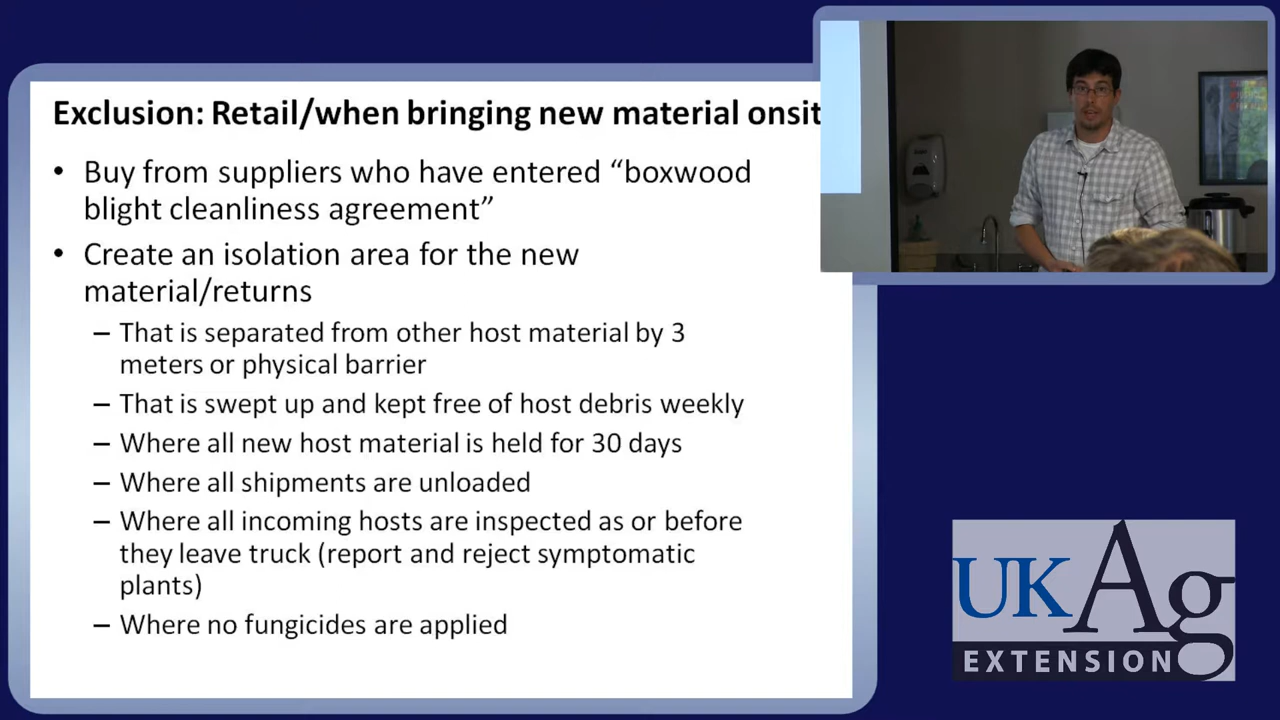 Exclusion: Retail/when bringing new material onsit
• Buy from suppliers who have entered “boxwood
blight cleanliness agreement”
• Create an isolation area for the new
material/returns
– That is separated from other host material by 3
meters or physical barrier
– That is swept up and kept free of host debris weekly
– Where all new host material is held for 30 days
– Where all shipments are unloaded
– Where all incoming hosts are inspected as or before
they leave truck (report and reject symptomatic
plants)
– Where no fungicides are applied
UKAg
EXTENSION